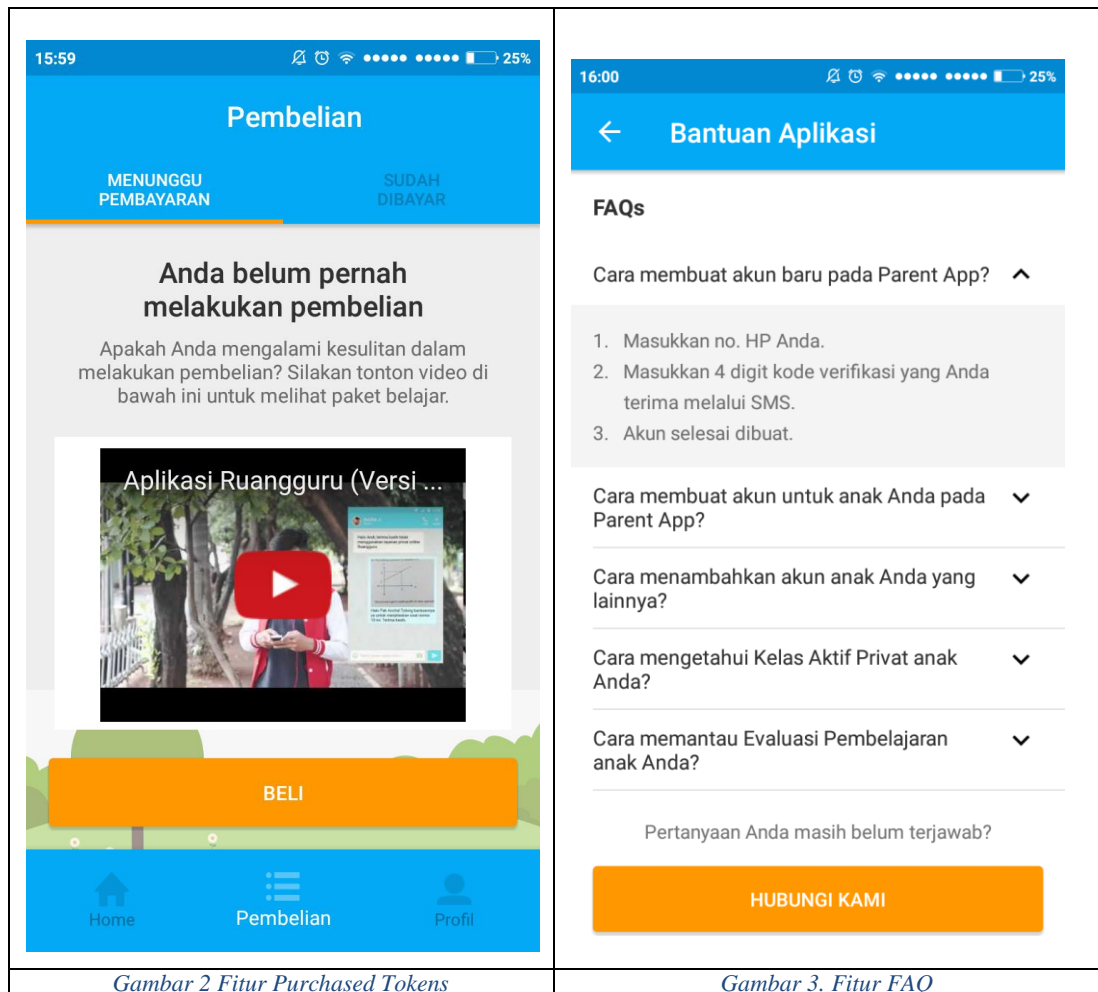 15:59
25%
Pembelian
MENUNGGU
PEMBAYARAN
SUDAH
DIBAYAR
Anda belum pernah
melakukan pembelian
Apakah Anda mengalami kesulitan dalam
melakukan pembelian? Silakan tonton video di
bawah ini untuk melihat paket belajar.
Aplikasi Ruangguru (Versi ...
BELI
Home
Pembelian
Profil
Gambar 2 Fitur Purchased Tokens
16:00
25%
Bantuan Aplikasi
FAQs
Cara membuat akun baru pada Parent App?
1. Masukkan no. HP Anda.
2. Masukkan 4 digit kode verifikasi yang Anda
terima melalui SMS.
3. Akun selesai dibuat.
Cara membuat akun untuk anak Anda pada
Parent App?
Cara menambahkan akun anak Anda yang
lainnya?
Cara mengetahui Kelas Aktif Privat anak
Anda?
Cara memantau Evaluasi Pembelajaran
anak Anda?
Pertanyaan Anda masih belum terjawab?
HUBUNGI KAMI
Gambar 3. Fitur FAQ